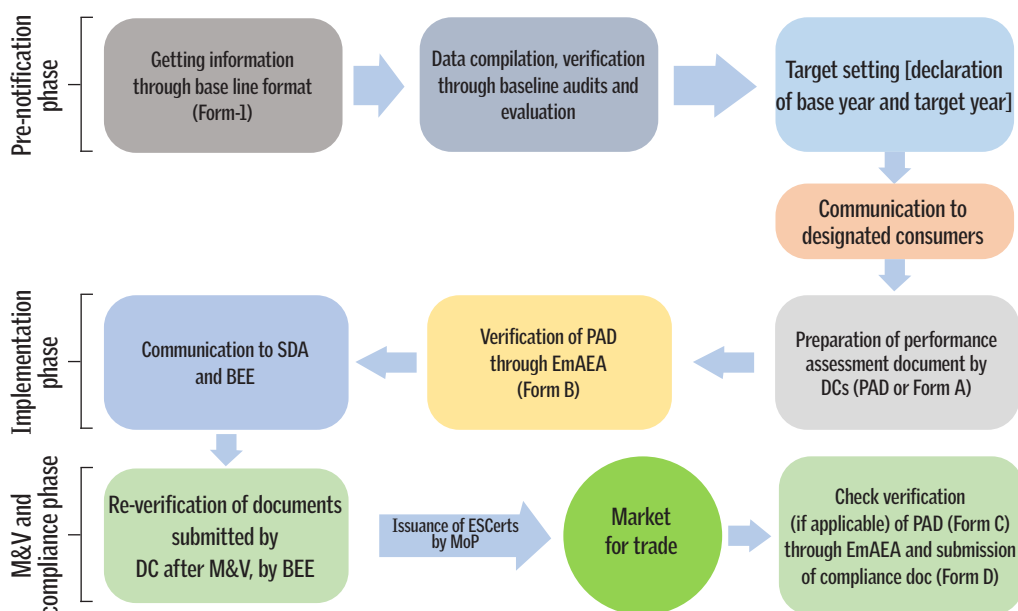 Pre-notification
phase
Getting information
through base line format
(Form-1)
Data compilation, verification
through baseline audits and
evaluation
Target setting [declaration
of base year and target year]
Communication to
designated consumers
Implementation
phase
Communication to SDA
and BEE
Verification of PAD
through EmAEA
(Form B)
Preparation of performance
assessment document by
DCs (PAD or Form A)
M&V and
compliance phase
Re-verification of documents
submitted by
DC after M&V, by BEE
Issuance of ESCerts
by MoP
Market
for trade
Check verification
(if applicable) of PAD (Form C)
through EmAEA and submission
of compliance doc (Form D)